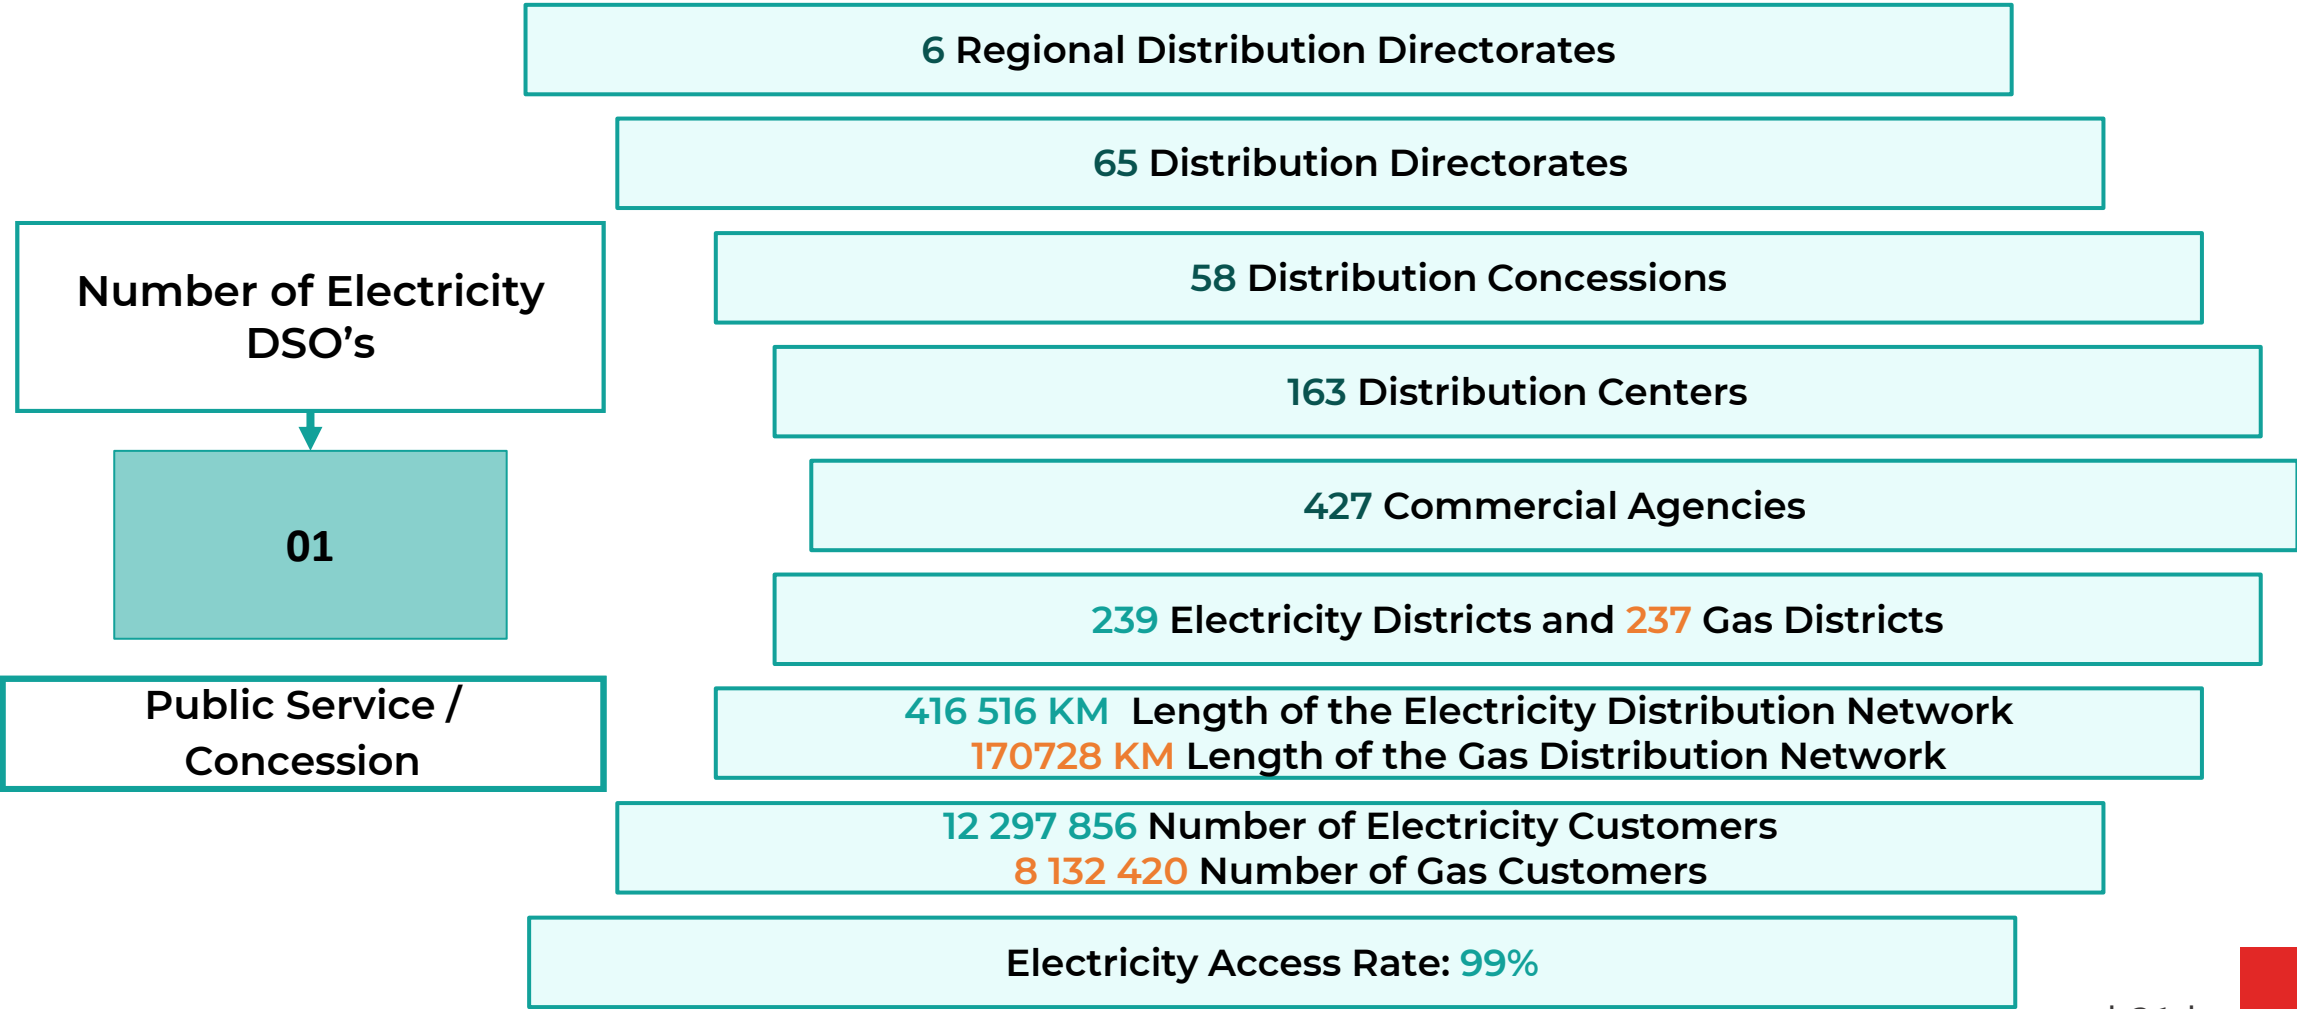 6 Regional Distribution Directorates
65 Distribution Directorates
Number of Electricity
DSO’s
58 Distribution Concessions
163 Distribution Centers
01
427 Commercial Agencies
239 Electricity Districts and 237 Gas Districts
Public Service /
Concession
416 516 KM  Length of the Electricity Distribution Network
170728 KM Length of the Gas Distribution Network
12 297 856 Number of Electricity Customers
8 132 420 Number of Gas Customers
Electricity Access Rate: 99%